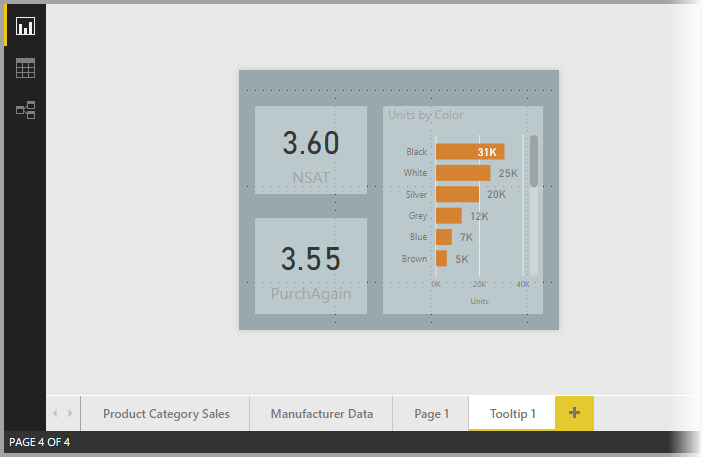 3.60
NSAT
3.55
PurchAgain
Units by Color
Black 31K
White 25K
Silver 20K
Grey 12K
Blue 7K
Brown 5K
0K 20K 40K
Units
Product Category Sales Manufacturer Data Page 1 Tooltip 1 +
PAGE 4 OF 4